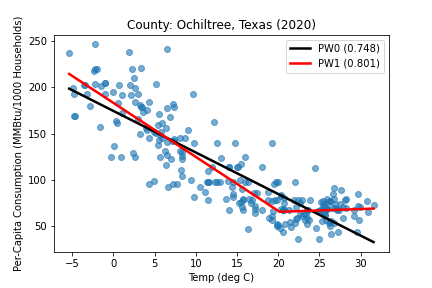 County: Ochiltree, Texas (2020)
Per-Capita Consumption (MMBtu/1000 Households)
250
200
150
100
50
PW0 (0.748)
PW1 (0.801)
−5 0 5 10 15 20 25 30
Temp (deg C)